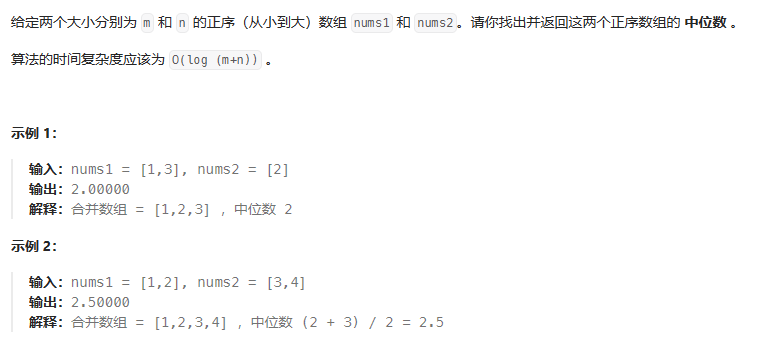 给定两个大小分别为 m 和 n 的正序（从小到大）数组 nums1 和 nums2。请你找出并返回这两个正序数组的 中位数 。
算法的时间复杂度应该为 O(log (m+n)) 。
示例 1：
输入：nums1 = [1,3], nums2 = [2]
输出：2.00000
解释：合并数组 = [1,2,3] ，中位数 2
示例 2：
输入：nums1 = [1,2], nums2 = [3,4]
输出：2.50000
解释：合并数组 = [1,2,3,4] ，中位数 (2 + 3) / 2 = 2.5